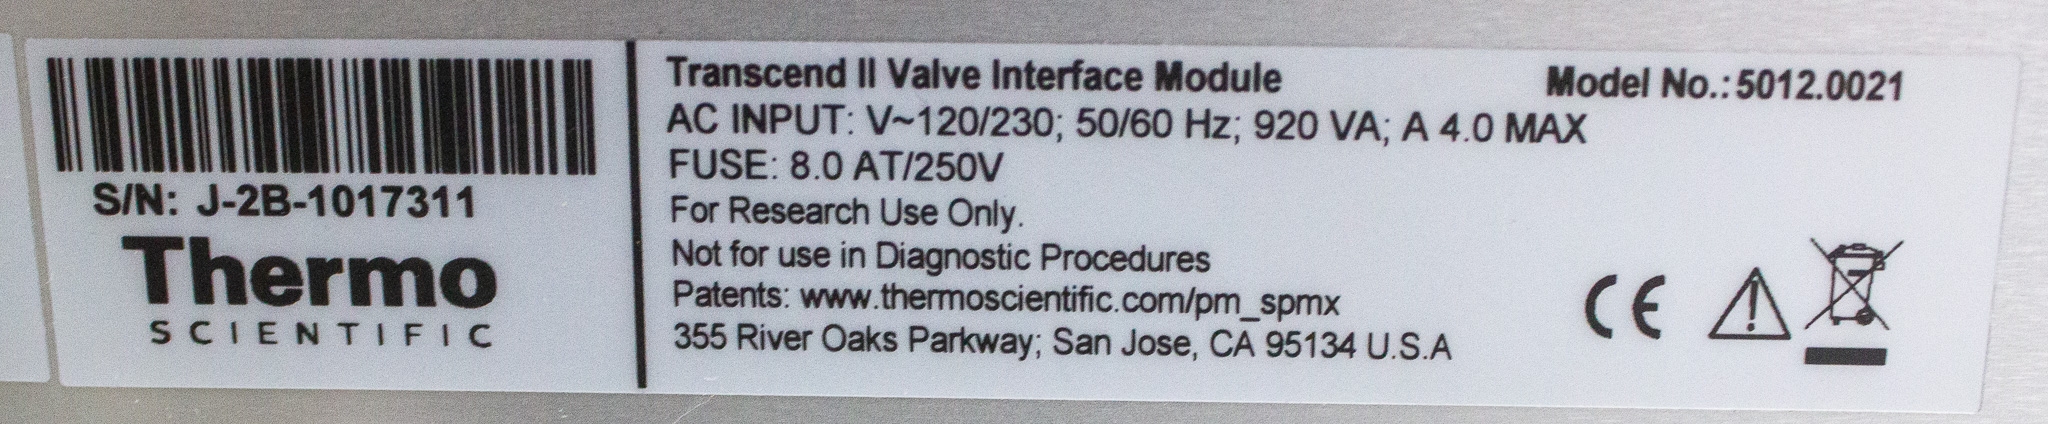 S/N: J-2B-1017311
Thermo
SCIENTIFIC
Transcend II Valve Interface Module Model No.: 5012.0021
AC INPUT: V~120/230; 50/60 Hz; 920 VA; A 4.0 MAX
FUSE: 8.0 AT/250V
For Research Use Only.
Not for use in Diagnostic Procedures
Patents: www.thermoscientific.com/pm_spmx
355 River Oaks Parkway; San Jose, CA 95134 U.S.A
CE